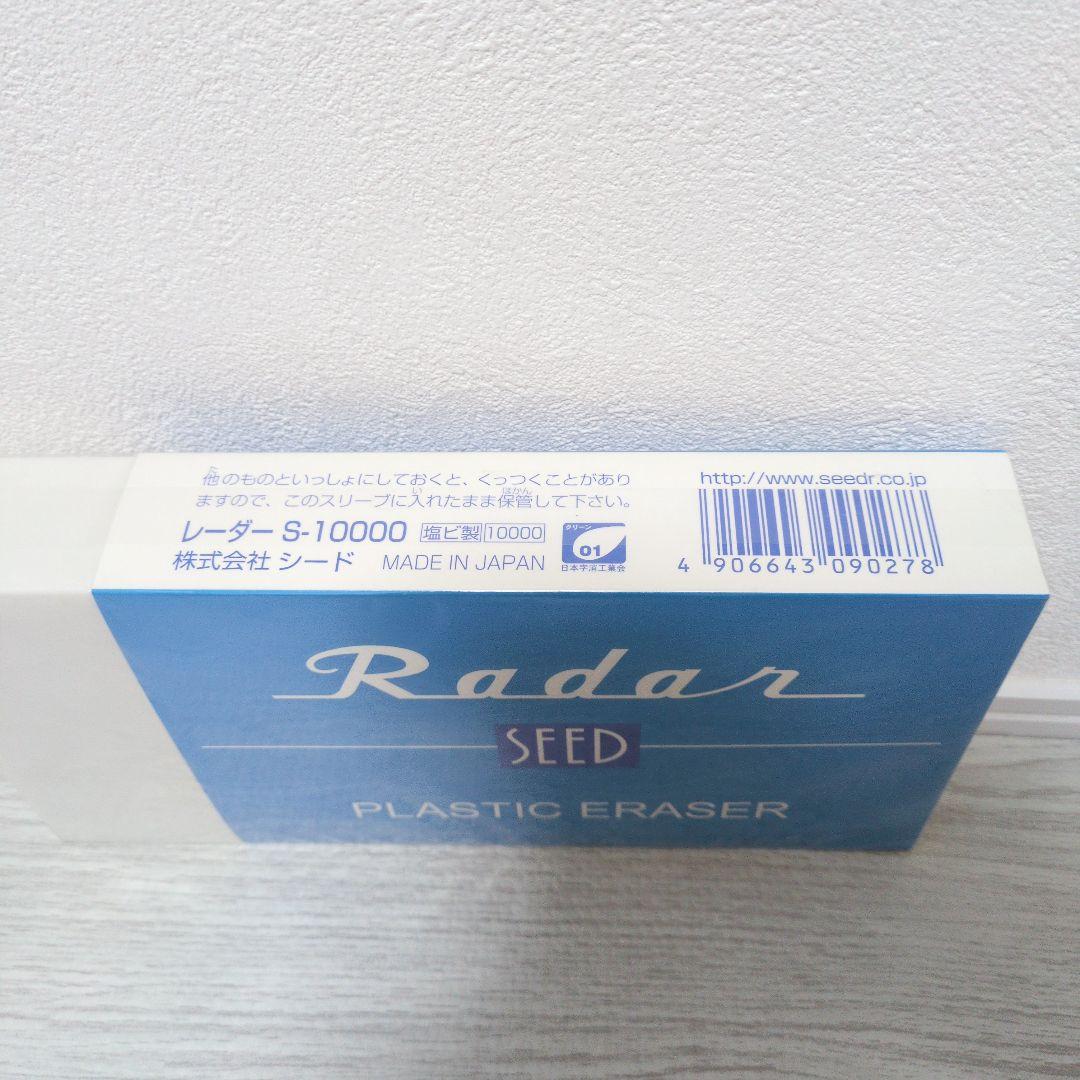 他のものといっしょにしておくと、くっつくことがあり
ますので、このスリーブに入れたまま保管して下さい。
レーダー S-10000 塩ビ製 10000
株式会社 シード MADE IN JAPAN
クリーン
01
日本字消工業会
http://www.seedr.co.jp
4 906643 090278
Radar
SEED
PLASTIC ERASER